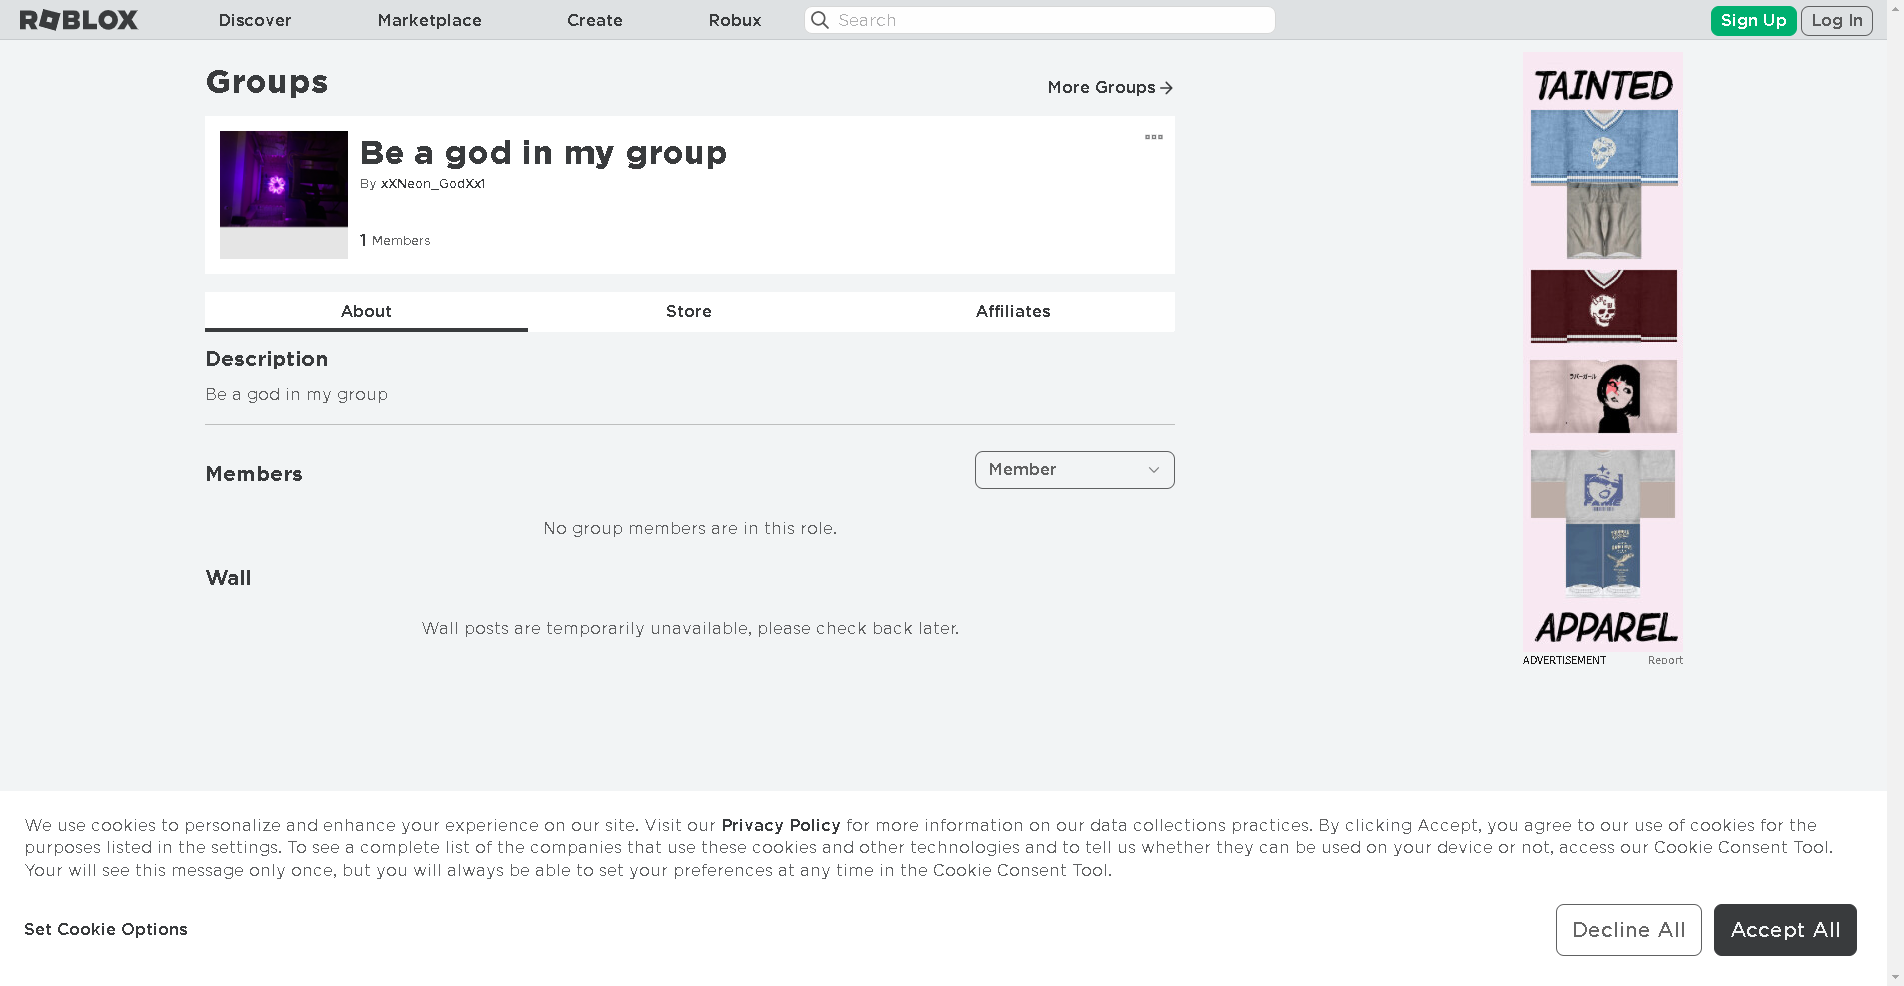 ROBLOX Discover Marketplace Create Robux Search Sign Up Log In
Groups
More Groups
Be a god in my group
By xXNeon_GodXx1
1 Members
About Store Affiliates
Description
Be a god in my group
Members
Member
No group members are in this role.
Wall
Wall posts are temporarily unavailable, please check back later.
TAINTED
ラバーガール
FAME
APPAREL
ADVERTISEMENT Report
We use cookies to personalize and enhance your experience on our site. Visit our Privacy Policy for more information on our data collections practices. By clicking Accept, you agree to our use of cookies for the
purposes listed in the settings. To see a complete list of the companies that use these cookies and other technologies and to tell us whether they can be used on your device or not, access our Cookie Consent Tool.
Your will see this message only once, but you will always be able to set your preferences at any time in the Cookie Consent Tool.
Set Cookie Options
Decline All
Accept All